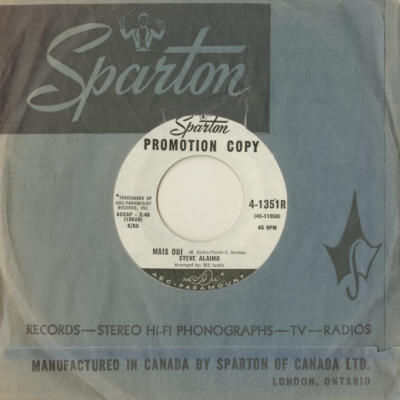 Sparton
Sparton
PROMOTION COPY
*TRADEMARK OF
ABC-PARAMOUNT
RECORDS, INC.
ASCAP - 2:40
4-1351R
(45-11958)
45 RPM
MAIS OUI
STEVE ALAIMO
Arranged by: Bill Justis
ABC-PARAMOUNT
RECORDS—STEREO HI-FI PHONOGRAPHS—TV—RADIOS
MANUFACTURED IN CANADA BY SPARTON OF CANADA LTD.
LONDON, ONTARIO